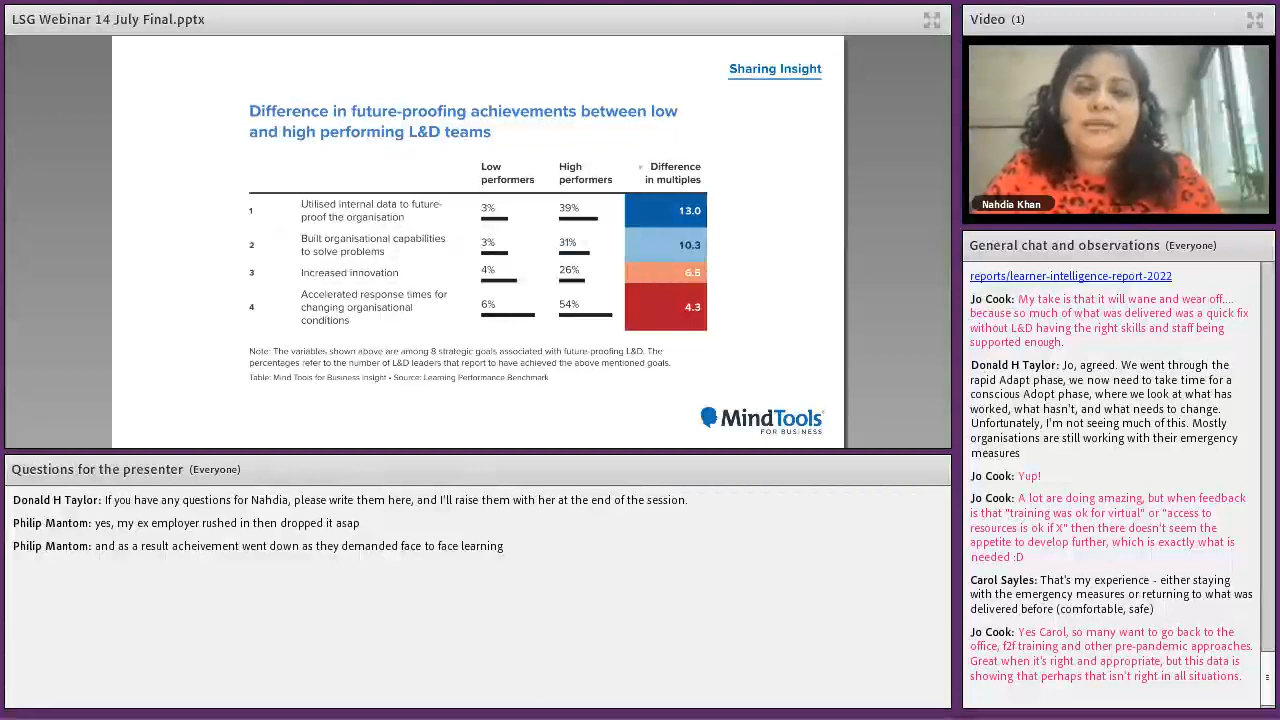 LSG Webinar 14 July Final.pptx
Sharing Insight
Difference in future-proofing achievements between low
and high performing L&D teams
Low performers
High performers
Difference in multiples
1 Utilised internal data to future-
proof the organisation 3% 39% 13.0
2 Built organisational capabilities
to solve problems 3% 31% 10.3
3 Increased innovation 4% 26% 6.5
4 Accelerated response times for
changing organisational
conditions 6% 54% 4.3
Note: The variables shown above are among 8 strategic goals associated with future-proofing L&D. The
percentages refer to the number of L&D leaders that report to have achieved the above mentioned goals.
Table: Mind Tools for Business Insight • Source: Learning Performance Benchmark
MindTools
FOR BUSINESS
Questions for the presenter (Everyone)
Donald H Taylor: If you have any questions for Nahdia, please write them here, and I'll raise them with her at the end of the session.
Philip Mantom: yes, my ex employer rushed in then dropped it asap
Philip Mantom: and as a result acheivement went down as they demanded face to face learning
Video (1)
Nahdia Khan
General chat and observations (Everyone)
reports/learner-intelligence-report-2022
Jo Cook: My take is that it will wane and wear off....
because so much of what was delivered was a quick fix
without L&D having the right skills and staff being
supported enough.
Donald H Taylor: Jo, agreed. We went through the
rapid Adapt phase, we now need to take time for a
conscious Adopt phase, where we look at what has
worked, what hasn't, and what needs to change.
Unfortunately, I'm not seeing much of this. Mostly
organisations are still working with their emergency
measures
Jo Cook: Yup!
Jo Cook: A lot are doing amazing, but when feedback
is that "training was ok for virtual" or "access to
resources is ok if X" then there doesn't seem the
appetite to develop further, which is exactly what is
needed :D
Carol Sayles: That's my experience - either staying
with the emergency measures or returning to what was
delivered before (comfortable, safe)
Jo Cook: Yes Carol, so many want to go back to the
office, f2f training and other pre-pandemic approaches.
Great when it's right and appropriate, but this data is
showing that perhaps that isn't right in all situations.